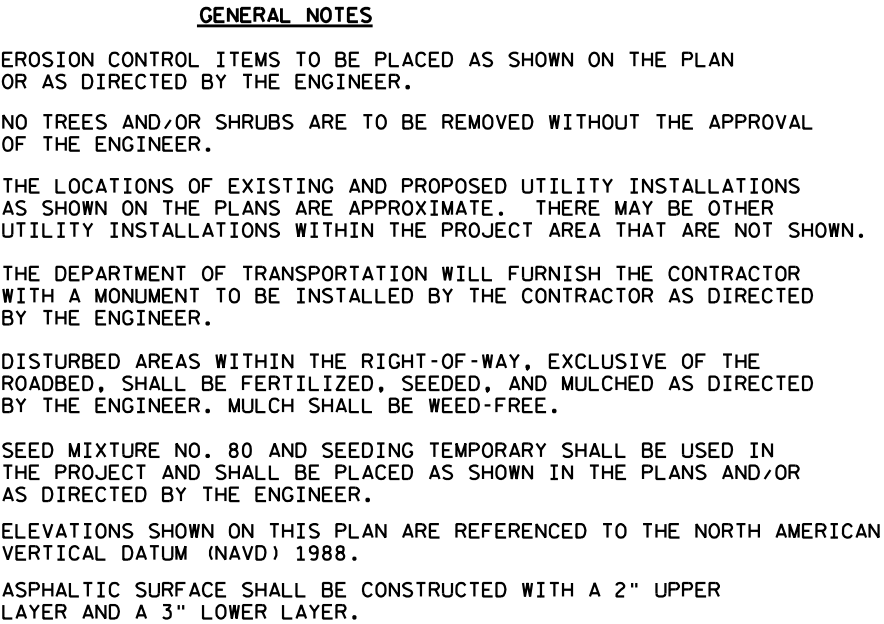 GENERAL NOTES
EROSION CONTROL ITEMS TO BE PLACED AS SHOWN ON THE PLAN
OR AS DIRECTED BY THE ENGINEER.
NO TREES AND/OR SHRUBS ARE TO BE REMOVED WITHOUT THE APPROVAL
OF THE ENGINEER.
THE LOCATIONS OF EXISTING AND PROPOSED UTILITY INSTALLATIONS
AS SHOWN ON THE PLANS ARE APPROXIMATE.  THERE MAY BE OTHER
UTILITY INSTALLATIONS WITHIN THE PROJECT AREA THAT ARE NOT SHOWN.
THE DEPARTMENT OF TRANSPORTATION WILL FURNISH THE CONTRACTOR
WITH A MONUMENT TO BE INSTALLED BY THE CONTRACTOR AS DIRECTED
BY THE ENGINEER.
DISTURBED AREAS WITHIN THE RIGHT-OF-WAY, EXCLUSIVE OF THE
ROADBED, SHALL BE FERTILIZED, SEEDED, AND MULCHED AS DIRECTED
BY THE ENGINEER. MULCH SHALL BE WEED-FREE.
SEED MIXTURE NO. 80 AND SEEDING TEMPORARY SHALL BE USED IN
THE PROJECT AND SHALL BE PLACED AS SHOWN IN THE PLANS AND/OR
AS DIRECTED BY THE ENGINEER.
ELEVATIONS SHOWN ON THIS PLAN ARE REFERENCED TO THE NORTH AMERICAN
VERTICAL DATUM (NAVD) 1988.
ASPHALTIC SURFACE SHALL BE CONSTRUCTED WITH A 2" UPPER
LAYER AND A 3" LOWER LAYER.